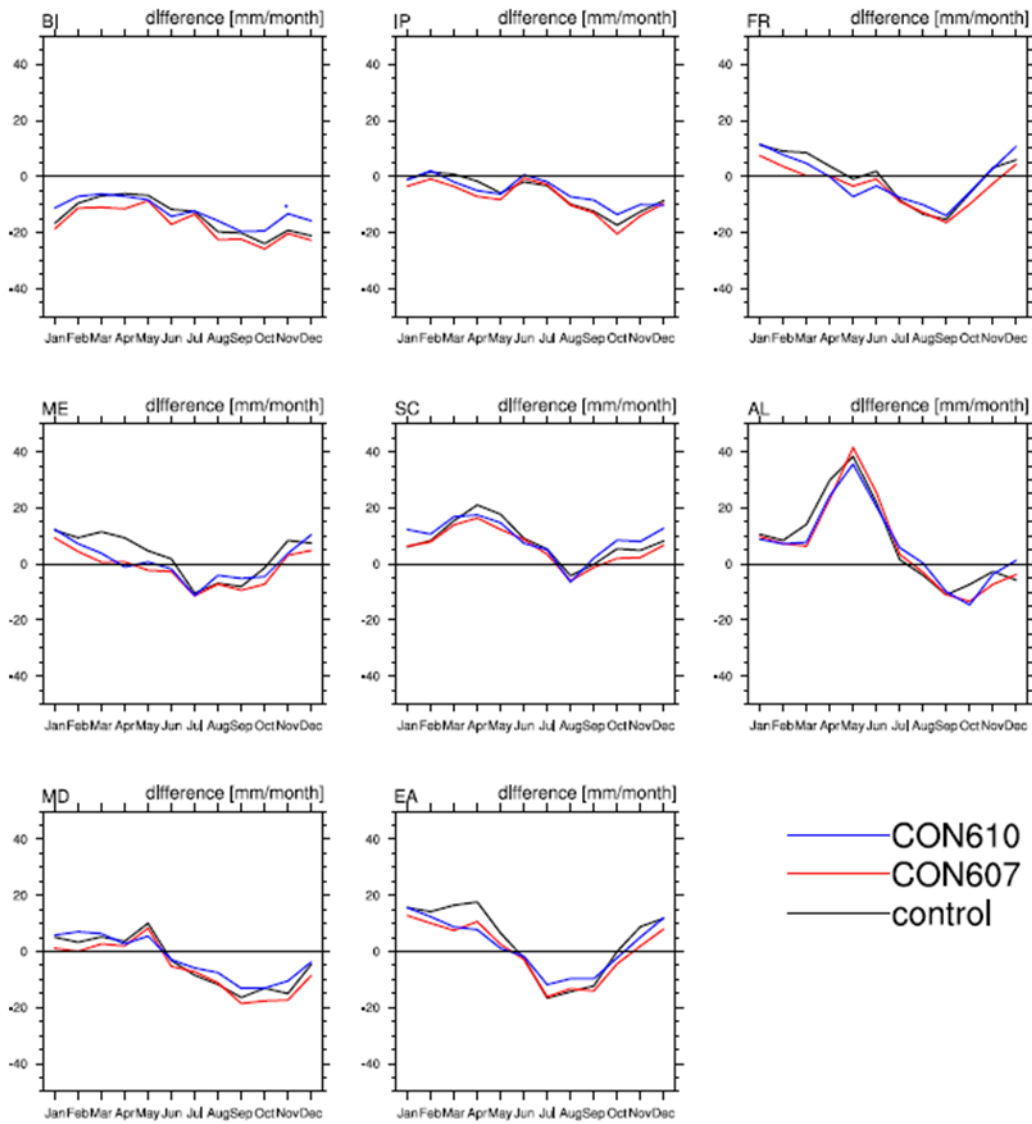 BI difference [mm/month]
IP difference [mm/month]
FR difference [mm/month]
40
20
0
-20
-40
Jan Feb Mar Apr May Jun Jul Aug Sep Oct Nov Dec
40
20
0
-20
-40
Jan Feb Mar Apr May Jun Jul Aug Sep Oct Nov Dec
40
20
0
-20
-40
Jan Feb Mar Apr May Jun Jul Aug Sep Oct Nov Dec
ME difference [mm/month]
SC difference [mm/month]
AL difference [mm/month]
40
20
0
-20
-40
Jan Feb Mar Apr May Jun Jul Aug Sep Oct Nov Dec
40
20
0
-20
-40
Jan Feb Mar Apr May Jun Jul Aug Sep Oct Nov Dec
40
20
0
-20
-40
Jan Feb Mar Apr May Jun Jul Aug Sep Oct Nov Dec
MD difference [mm/month]
EA difference [mm/month]
40
20
0
-20
-40
Jan Feb Mar Apr May Jun Jul Aug Sep Oct Nov Dec
40
20
0
-20
-40
Jan Feb Mar Apr May Jun Jul Aug Sep Oct Nov Dec
CON610
CON607
control